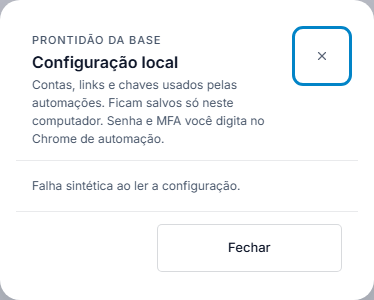 PRONTIDÃO DA BASE
Configuração local
×
Contas, links e chaves usados pelas
automações. Ficam salvos só neste
computador. Senha e MFA você digita no
Chrome de automação.
Falha sintética ao ler a configuração.
Fechar